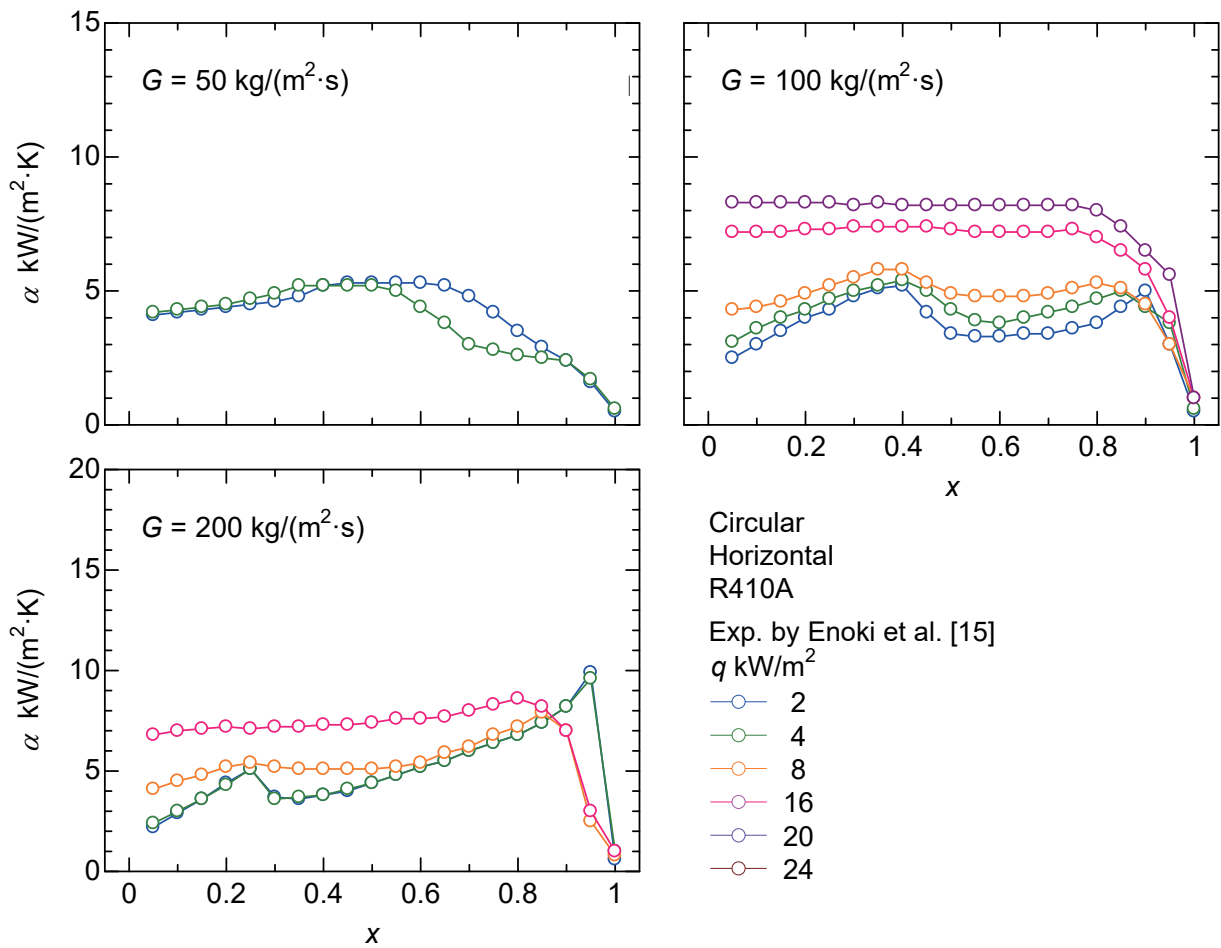 15
10
5
0
α kW/(m²·K)
G = 50 kg/(m²·s)
G = 100 kg/(m²·s)
0 0.2 0.4 0.6 0.8 1
x
20
15
10
5
0
α kW/(m²·K)
G = 200 kg/(m²·s)
0 0.2 0.4 0.6 0.8 1
x
Circular
Horizontal
R410A
Exp. by Enoki et al. [15]
q kW/m²
2
4
8
16
20
24